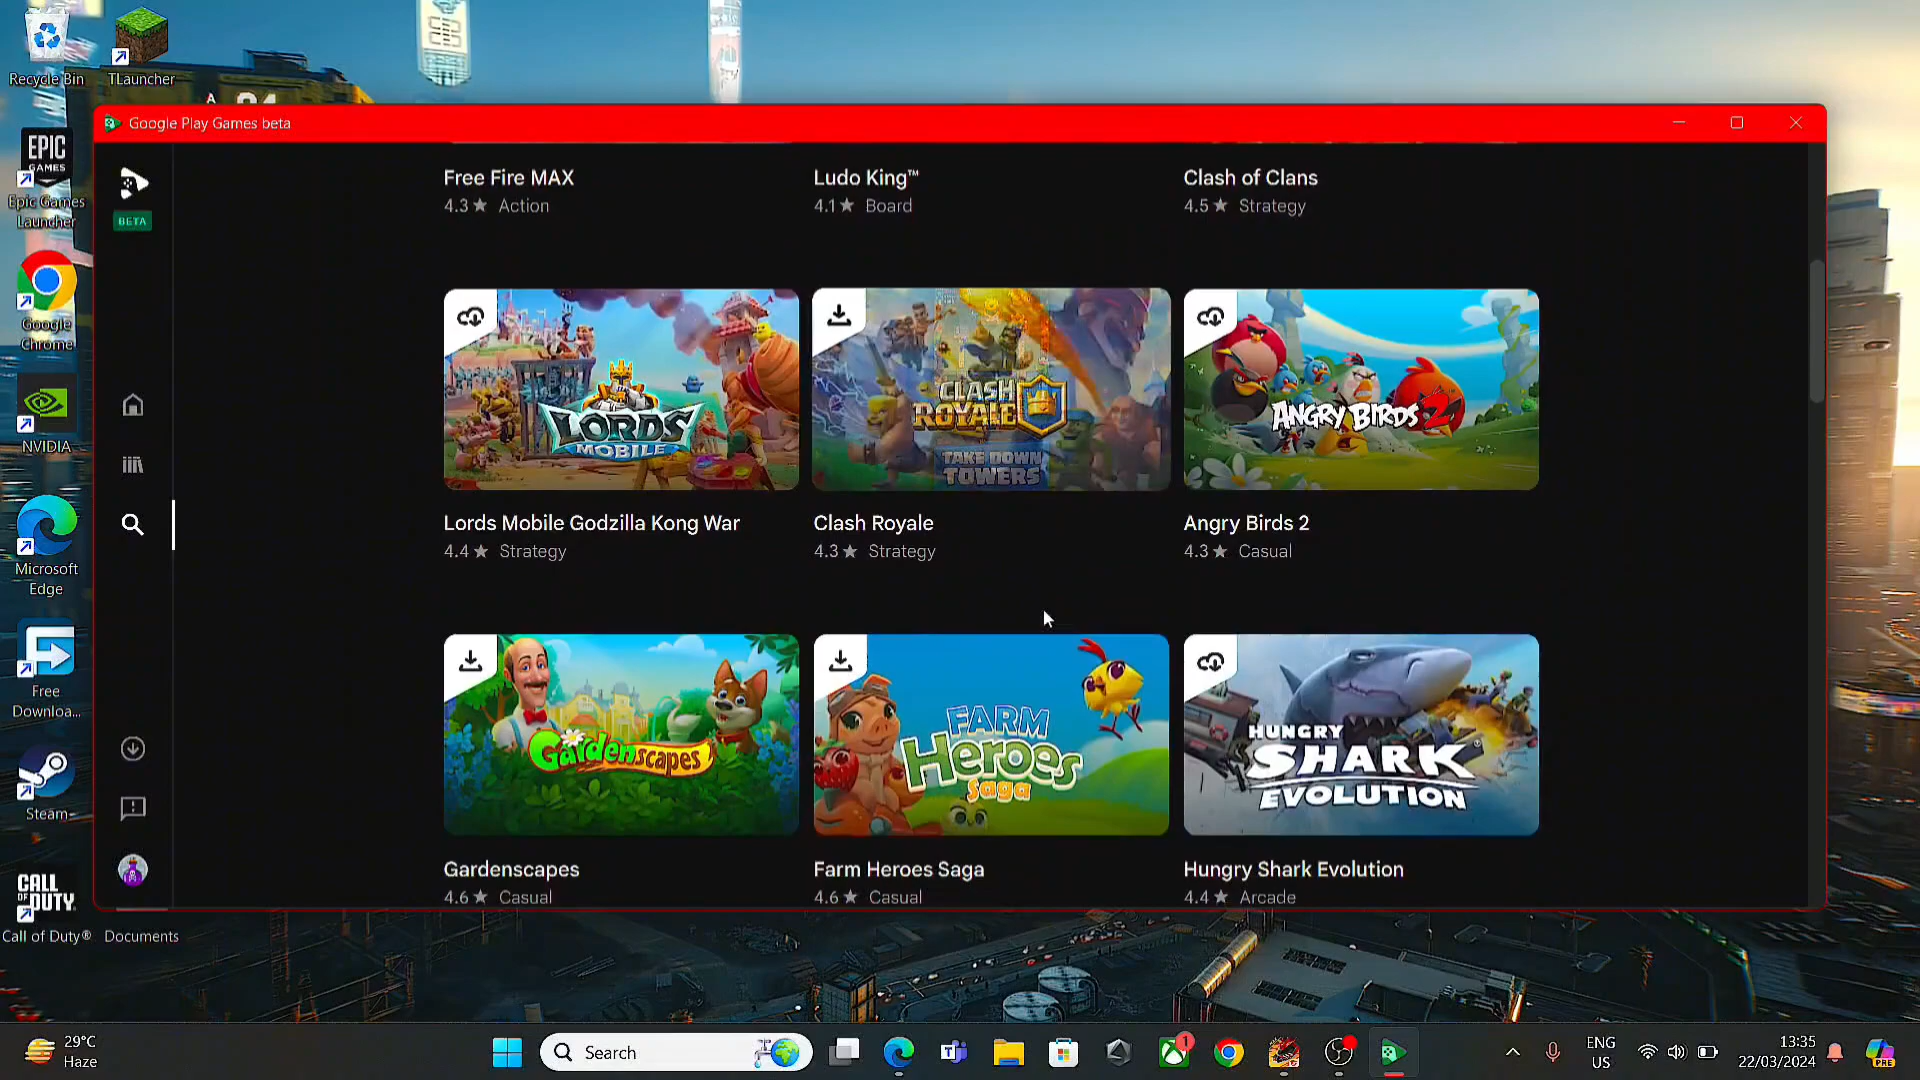 Recycle Bin
TLauncher
Google Play Games beta
BETA
Free Fire MAX
4.3★ Action
Ludo King™
4.1★ Board
Clash of Clans
4.5★ Strategy
EPIC
GAMES
Epic Games
Launcher
Google
Chrome
NVIDIA
Microsoft
Edge
Free
Downloa...
Steam
CALL
OF DUTY
Call of Duty®
Documents
LORDS
MOBILE
CLASH
ROYALE
TAKE DOWN
TOWERS
ANGRY BIRDS 2
Lords Mobile Godzilla Kong War
4.4★ Strategy
Clash Royale
4.3★ Strategy
Angry Birds 2
4.3★ Casual
Gardenscapes
FARM
Heroes
saga
HUNGRY
SHARK
EVOLUTION
Gardenscapes
4.6★ Casual
Farm Heroes Saga
4.6★ Casual
Hungry Shark Evolution
4.4★ Arcade
29°C
Haze
Search
1
ENG
US
13:35
22/03/2024
PRE